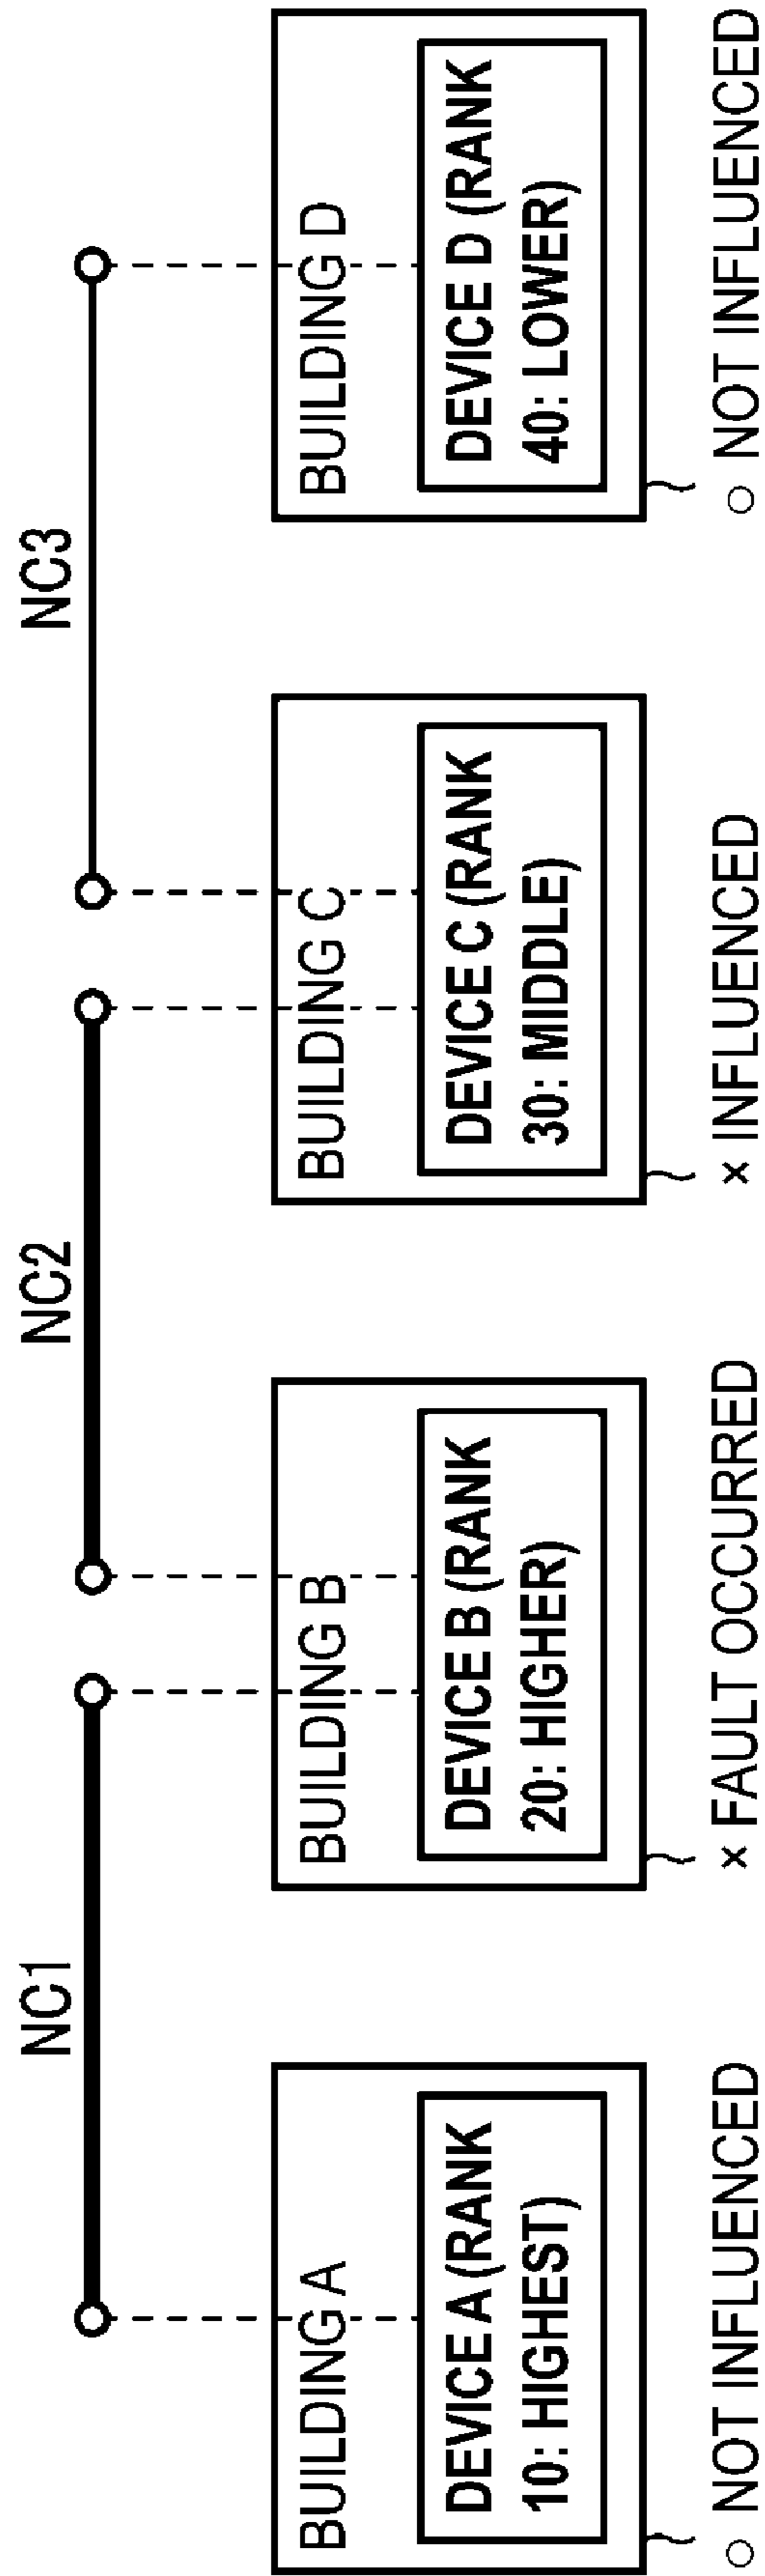 NC1
NC2
NC3
BUILDING A
DEVICE A (RANK
10: HIGHEST)
○ NOT INFLUENCED
BUILDING B
DEVICE B (RANK
20: HIGHER)
× FAULT OCCURRED
BUILDING C
DEVICE C (RANK
30: MIDDLE)
× INFLUENCED
BUILDING D
DEVICE D (RANK
40: LOWER)
○ NOT INFLUENCED